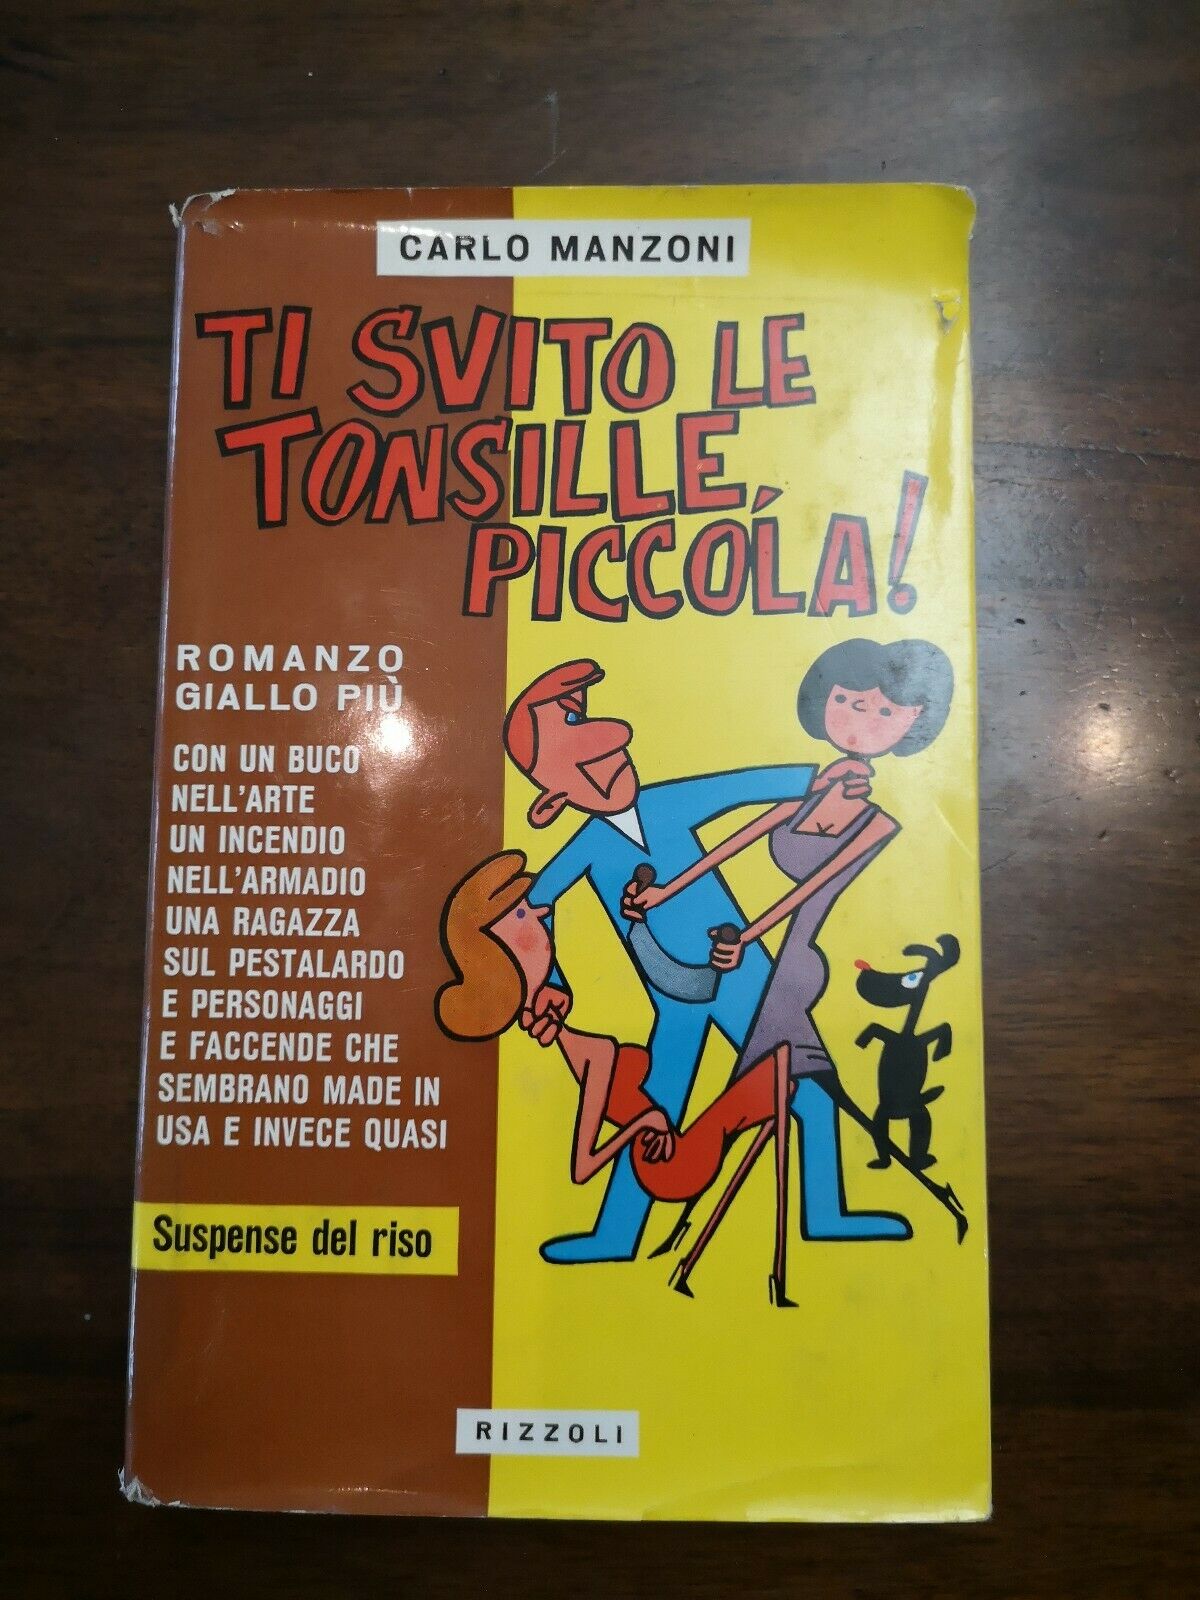 CARLO MANZONI
TI SVITO LE
TONSILLE,
PICCOLA!
ROMANZO
GIALLO PIÙ
CON UN BUCO
NELL'ARTE
UN INCENDIO
NELL'ARMADIO
UNA RAGAZZA
SUL PESTALARDO
E PERSONAGGI
E FACCENDE CHE
SEMBRANO MADE IN
USA E INVECE QUASI
Suspense del riso
RIZZOLI